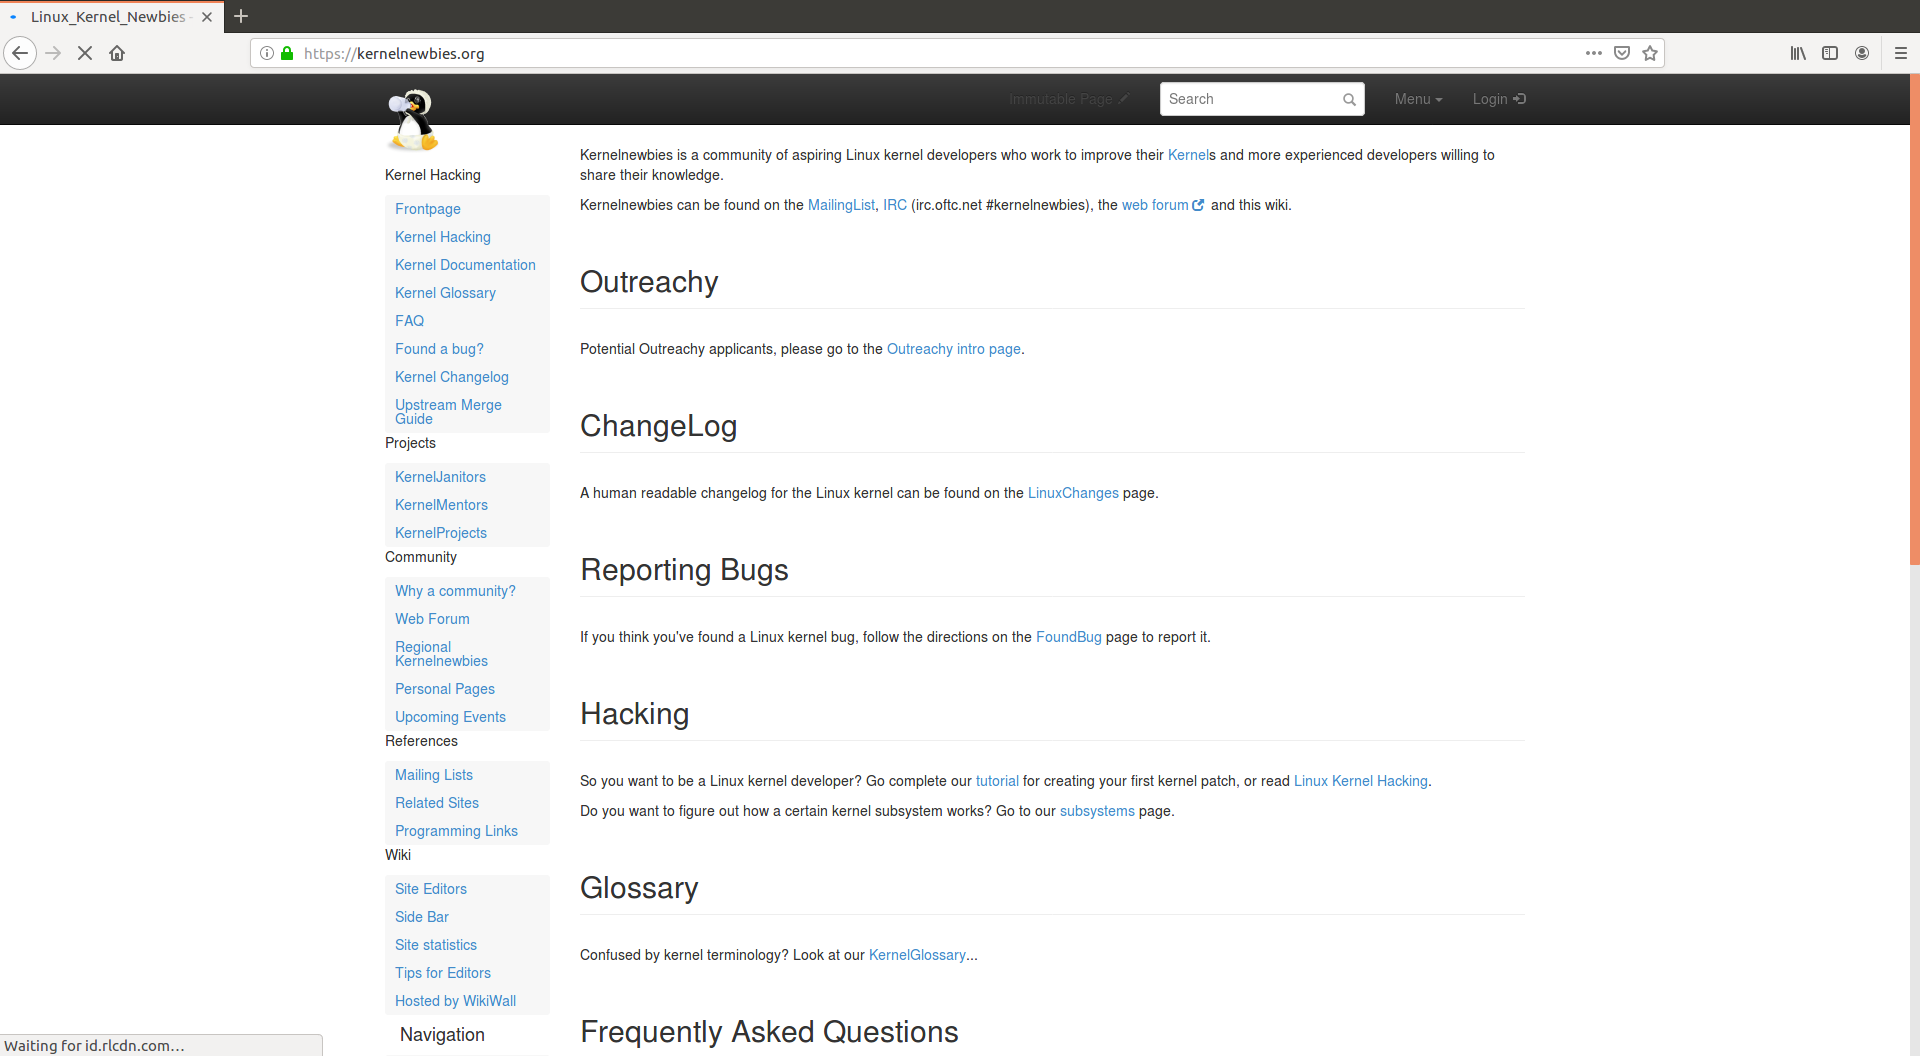 Linux_Kernel_Newbies -
https://kernelnewbies.org
Immutable Page
Search
Menu
Login
Kernel Hacking
Frontpage
Kernel Hacking
Kernel Documentation
Kernel Glossary
FAQ
Found a bug?
Kernel Changelog
Upstream Merge
Guide
Projects
KernelJanitors
KernelMentors
KernelProjects
Community
Why a community?
Web Forum
Regional
Kernelnewbies
Personal Pages
Upcoming Events
References
Mailing Lists
Related Sites
Programming Links
Wiki
Site Editors
Side Bar
Site statistics
Tips for Editors
Hosted by WikiWall
Navigation
Kernelnewbies is a community of aspiring Linux kernel developers who work to improve their Kernels and more experienced developers willing to
share their knowledge.
Kernelnewbies can be found on the MailingList, IRC (irc.oftc.net #kernelnewbies), the web forum and this wiki.
Outreachy
Potential Outreachy applicants, please go to the Outreachy intro page.
ChangeLog
A human readable changelog for the Linux kernel can be found on the LinuxChanges page.
Reporting Bugs
If you think you've found a Linux kernel bug, follow the directions on the FoundBug page to report it.
Hacking
So you want to be a Linux kernel developer? Go complete our tutorial for creating your first kernel patch, or read Linux Kernel Hacking.
Do you want to figure out how a certain kernel subsystem works? Go to our subsystems page.
Glossary
Confused by kernel terminology? Look at our KernelGlossary...
Frequently Asked Questions
Waiting for id.rlcdn.com…